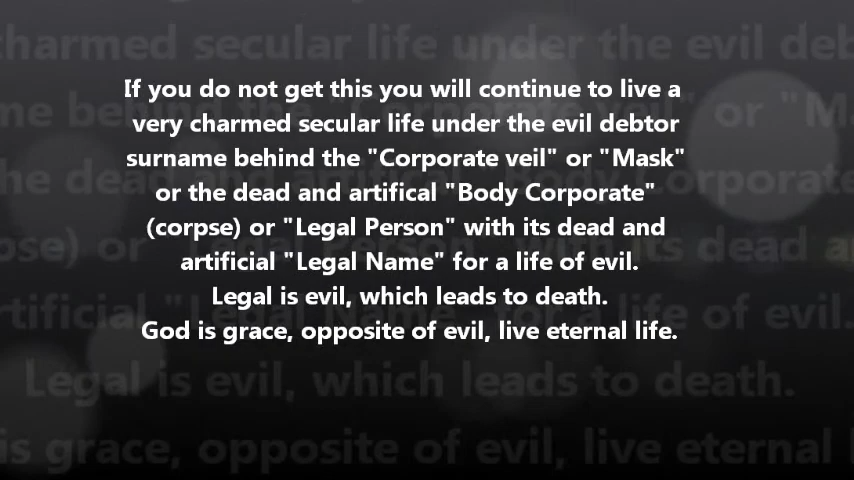 If you do not get this you will continue to live a
very charmed secular life under the evil debtor
surname behind the "Corporate veil" or "Mask"
or the dead and artifical "Body Corporate"
(corpse) or "Legal Person" with its dead and
artificial "Legal Name" for a life of evil.
Legal is evil, which leads to death.
God is grace, opposite of evil, live eternal life.